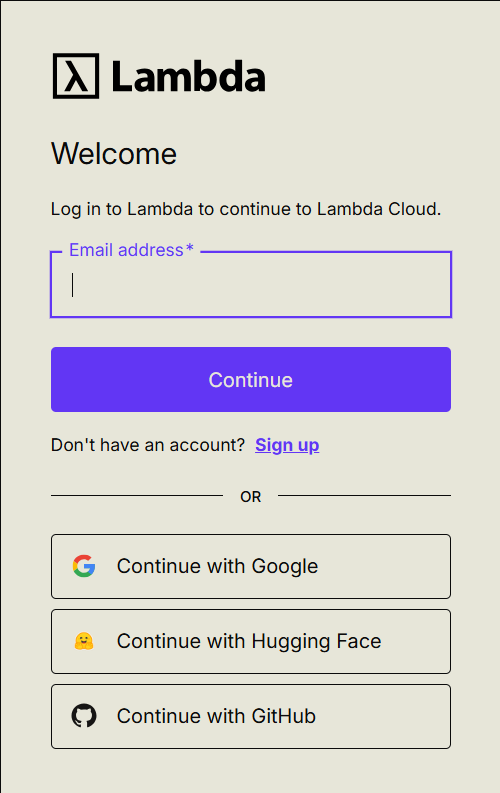 Lambda
Welcome
Log in to Lambda to continue to Lambda Cloud.
Email address*
Continue
Don't have an account? Sign up
OR
Continue with Google
Continue with Hugging Face
Continue with GitHub